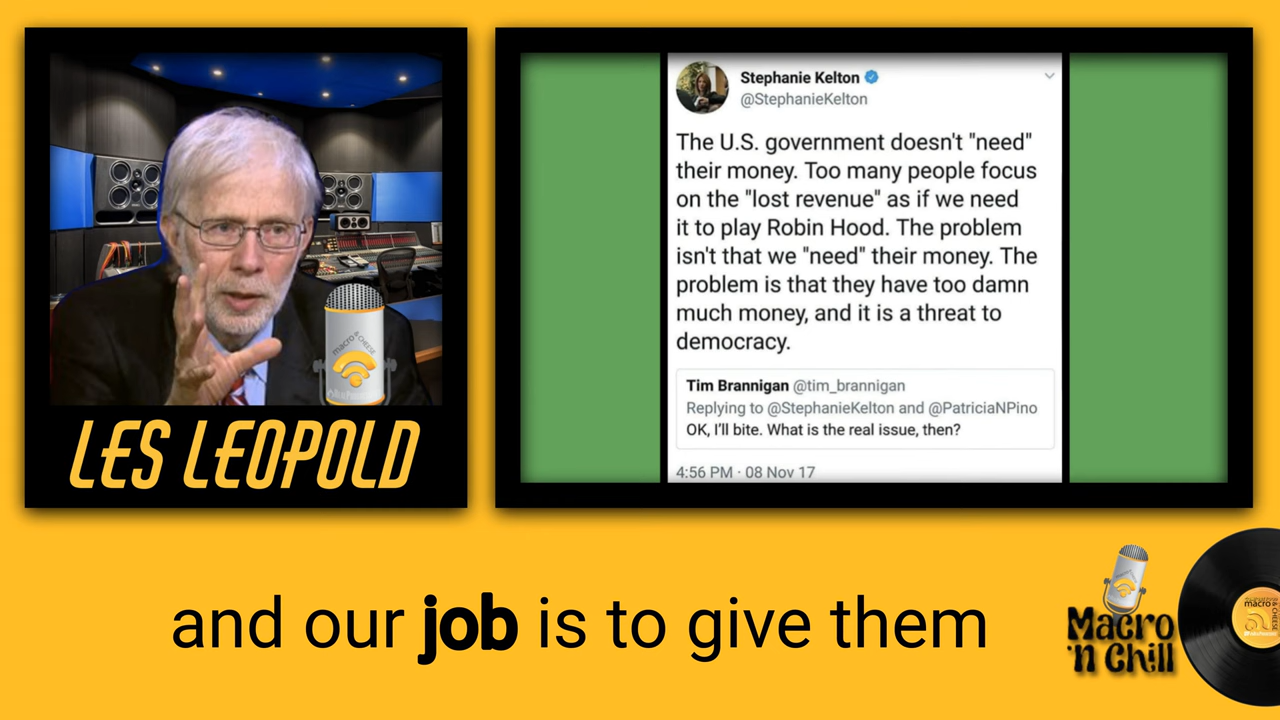 LES LEOPOLD
Stephanie Kelton
@StephanieKelton
The U.S. government doesn't "need"
their money. Too many people focus
on the "lost revenue" as if we need
it to play Robin Hood. The problem
isn't that we "need" their money. The
problem is that they have too damn
much money, and it is a threat to
democracy.
Tim Brannigan @tim_brannigan
Replying to @StephanieKelton and @PatriciaNPino
OK, I'll bite. What is the real issue, then?
4:56 PM · 08 Nov 17
and our job is to give them
Macro
'n Chill
macro